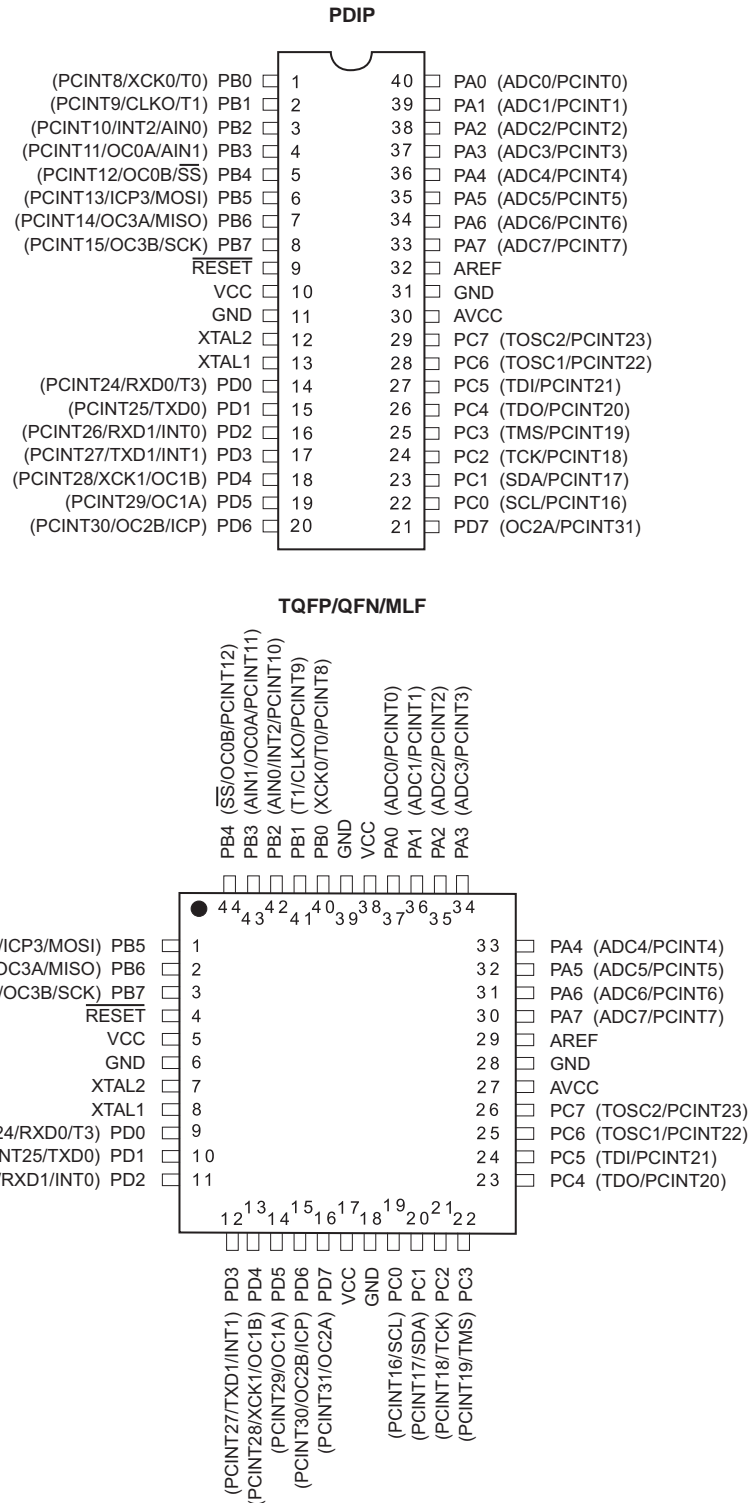 PDIP
(PCINT8/XCK0/T0) PB0 1 40 PA0 (ADC0/PCINT0)
(PCINT9/CLKO/T1) PB1 2 39 PA1 (ADC1/PCINT1)
(PCINT10/INT2/AIN0) PB2 3 38 PA2 (ADC2/PCINT2)
(PCINT11/OC0A/AIN1) PB3 4 37 PA3 (ADC3/PCINT3)
(PCINT12/OC0B/SS) PB4 5 36 PA4 (ADC4/PCINT4)
(PCINT13/ICP3/MOSI) PB5 6 35 PA5 (ADC5/PCINT5)
(PCINT14/OC3A/MISO) PB6 7 34 PA6 (ADC6/PCINT6)
(PCINT15/OC3B/SCK) PB7 8 33 PA7 (ADC7/PCINT7)
RESET 9 32 AREF
VCC 10 31 GND
GND 11 30 AVCC
XTAL2 12 29 PC7 (TOSC2/PCINT23)
XTAL1 13 28 PC6 (TOSC1/PCINT22)
(PCINT24/RXD0/T3) PD0 14 27 PC5 (TDI/PCINT21)
(PCINT25/TXD0) PD1 15 26 PC4 (TDO/PCINT20)
(PCINT26/RXD1/INT0) PD2 16 25 PC3 (TMS/PCINT19)
(PCINT27/TXD1/INT1) PD3 17 24 PC2 (TCK/PCINT18)
(PCINT28/XCK1/OC1B) PD4 18 23 PC1 (SDA/PCINT17)
(PCINT29/OC1A) PD5 19 22 PC0 (SCL/PCINT16)
(PCINT30/OC2B/ICP) PD6 20 21 PD7 (OC2A/PCINT31)
TQFP/QFN/MLF
PB4 (SS/OC0B/PCINT12)
PB3 (AIN1/OC0A/PCINT11)
PB2 (AIN0/INT2/PCINT10)
PB1 (T1/CLKO/PCINT9)
PB0 (XCK0/T0/PCINT8)
GND
VCC
PA0 (ADC0/PCINT0)
PA1 (ADC1/PCINT1)
PA2 (ADC2/PCINT2)
PA3 (ADC3/PCINT3)
44 43 42 41 40 39 38 37 36 35 34
/ICP3/MOSI) PB5 1 33 PA4 (ADC4/PCINT4)
OC3A/MISO) PB6 2 32 PA5 (ADC5/PCINT5)
/OC3B/SCK) PB7 3 31 PA6 (ADC6/PCINT6)
RESET 4 30 PA7 (ADC7/PCINT7)
VCC 5 29 AREF
GND 6 28 GND
XTAL2 7 27 AVCC
XTAL1 8 26 PC7 (TOSC2/PCINT23)
24/RXD0/T3) PD0 9 25 PC6 (TOSC1/PCINT22)
NT25/TXD0) PD1 10 24 PC5 (TDI/PCINT21)
/RXD1/INT0) PD2 11 23 PC4 (TDO/PCINT20)
12 13 14 15 16 17 18 19 20 21 22
(PCINT27/TXD1/INT1) PD3
(PCINT28/XCK1/OC1B) PD4
(PCINT29/OC1A) PD5
(PCINT30/OC2B/ICP) PD6
(PCINT31/OC2A) PD7
VCC
GND
(PCINT16/SCL) PC0
(PCINT17/SDA) PC1
(PCINT18/TCK) PC2
(PCINT19/TMS) PC3